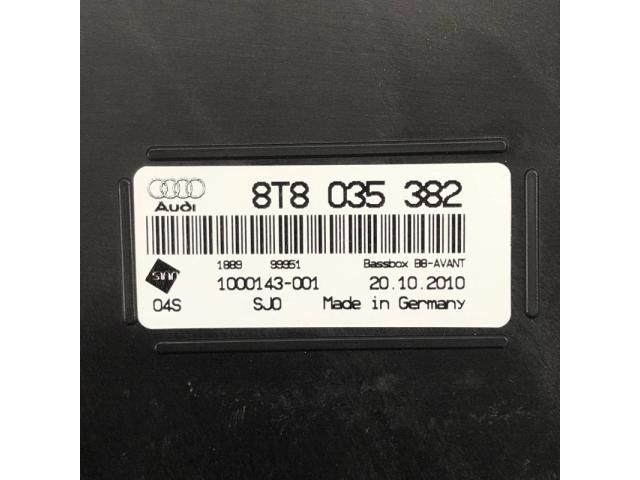 Audi 8T8 035 382
1889 99951 Bassbox B8-AVANT
1000143-001 20.10.2010
04S SJ0 Made in Germany